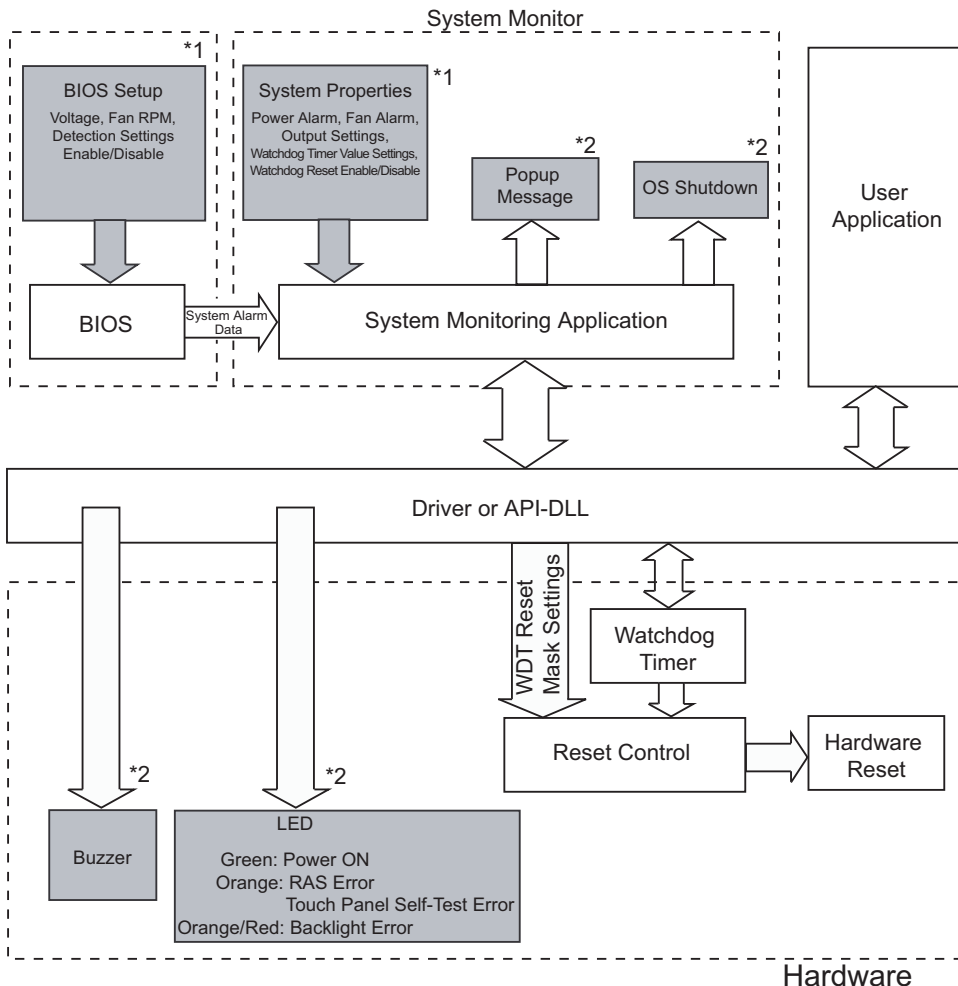 System Monitor
*1
BIOS Setup
Voltage, Fan RPM,
Detection Settings
Enable/Disable
*1
System Properties
Power Alarm, Fan Alarm,
Output Settings,
Watchdog Timer Value Settings,
Watchdog Reset Enable/Disable
*2
Popup
Message
*2
OS Shutdown
User
Application
BIOS
System Alarm
Data
System Monitoring Application
Driver or API-DLL
WDT Reset
Mask Settings
Watchdog
Timer
Reset Control
Hardware
Reset
*2
Buzzer
*2
LED
Green: Power ON
Orange: RAS Error
Touch Panel Self-Test Error
Orange/Red: Backlight Error
Hardware